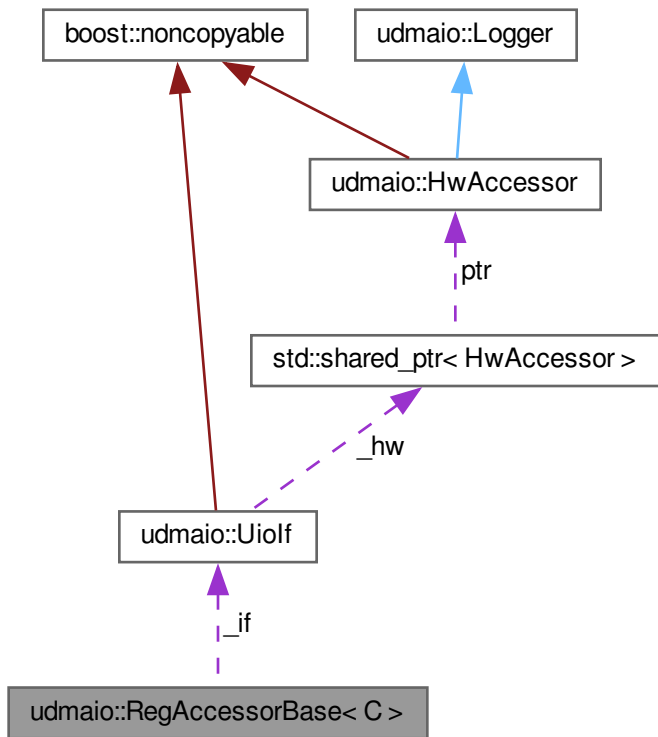 boost::noncopyable
udmaio::Logger
udmaio::HwAccessor
ptr
std::shared_ptr< HwAccessor >
_hw
udmaio::UioIf
_if
udmaio::RegAccessorBase< C >